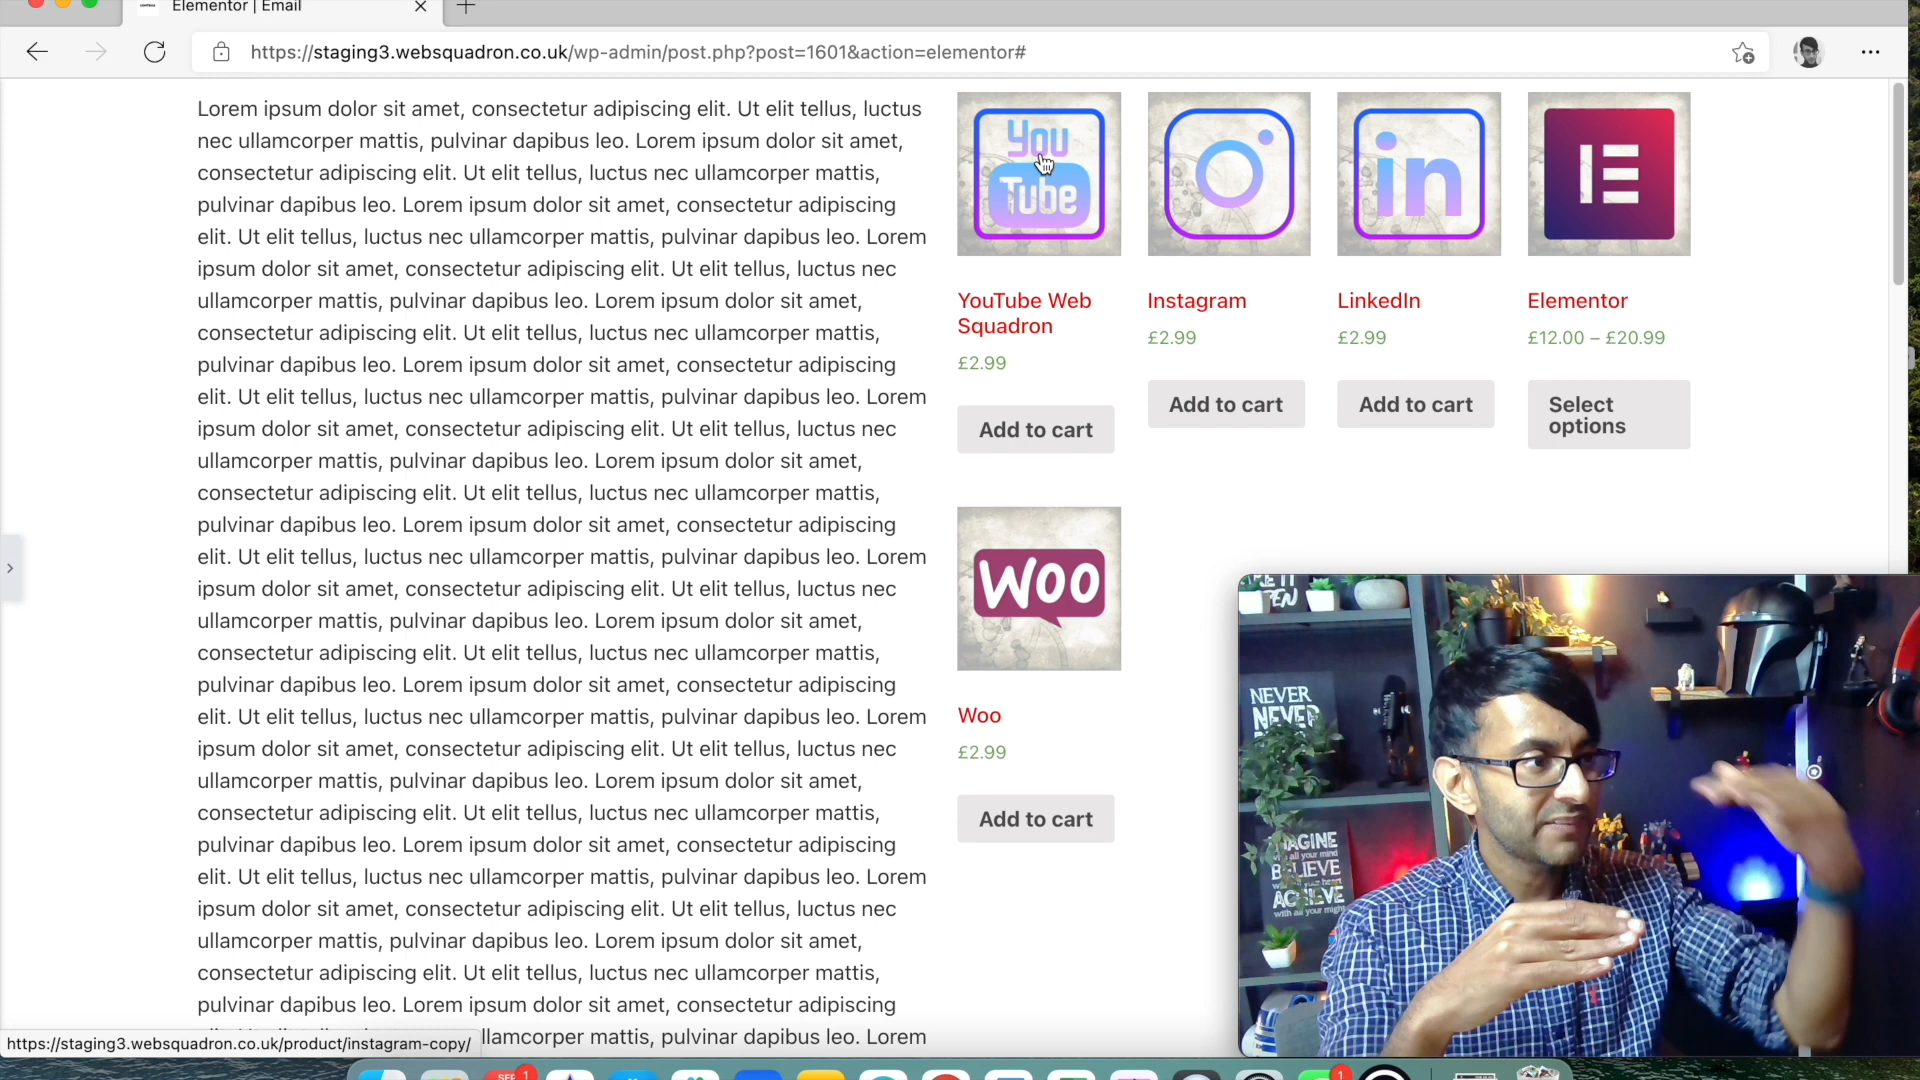 Elementor | Email
https://staging3.websquadron.co.uk/wp-admin/post.php?post=1601&action=elementor#
Lorem ipsum dolor sit amet, consectetur adipiscing elit. Ut elit tellus, luctus
nec ullamcorper mattis, pulvinar dapibus leo. Lorem ipsum dolor sit amet,
consectetur adipiscing elit. Ut elit tellus, luctus nec ullamcorper mattis,
pulvinar dapibus leo. Lorem ipsum dolor sit amet, consectetur adipiscing
elit. Ut elit tellus, luctus nec ullamcorper mattis, pulvinar dapibus leo. Lorem
ipsum dolor sit amet, consectetur adipiscing elit. Ut elit tellus, luctus nec
ullamcorper mattis, pulvinar dapibus leo. Lorem ipsum dolor sit amet,
consectetur adipiscing elit. Ut elit tellus, luctus nec ullamcorper mattis,
pulvinar dapibus leo. Lorem ipsum dolor sit amet, consectetur adipiscing
elit. Ut elit tellus, luctus nec ullamcorper mattis, pulvinar dapibus leo. Lorem
ipsum dolor sit amet, consectetur adipiscing elit. Ut elit tellus, luctus nec
ullamcorper mattis, pulvinar dapibus leo. Lorem ipsum dolor sit amet,
consectetur adipiscing elit. Ut elit tellus, luctus nec ullamcorper mattis,
pulvinar dapibus leo. Lorem ipsum dolor sit amet, consectetur adipiscing
elit. Ut elit tellus, luctus nec ullamcorper mattis, pulvinar dapibus leo. Lorem
ipsum dolor sit amet, consectetur adipiscing elit. Ut elit tellus, luctus nec
ullamcorper mattis, pulvinar dapibus leo. Lorem ipsum dolor sit amet,
consectetur adipiscing elit. Ut elit tellus, luctus nec ullamcorper mattis,
pulvinar dapibus leo. Lorem ipsum dolor sit amet, consectetur adipiscing
elit. Ut elit tellus, luctus nec ullamcorper mattis, pulvinar dapibus leo. Lorem
ipsum dolor sit amet, consectetur adipiscing elit. Ut elit tellus, luctus nec
ullamcorper mattis, pulvinar dapibus leo. Lorem ipsum dolor sit amet,
consectetur adipiscing elit. Ut elit tellus, luctus nec ullamcorper mattis,
pulvinar dapibus leo. Lorem ipsum dolor sit amet, consectetur adipiscing
elit. Ut elit tellus, luctus nec ullamcorper mattis, pulvinar dapibus leo. Lorem
ipsum dolor sit amet, consectetur adipiscing elit. Ut elit tellus, luctus nec
ullamcorper mattis, pulvinar dapibus leo. Lorem ipsum dolor sit amet,
consectetur adipiscing elit. Ut elit tellus, luctus nec ullamcorper mattis,
pulvinar dapibus leo. Lorem ipsum dolor sit amet, consectetur adipiscing
llamcorper mattis, pulvinar dapibus leo. Lorem
https://staging3.websquadron.co.uk/product/instagram-copy/
You
Tube
YouTube Web
Squadron
£2.99
Add to cart
Instagram
£2.99
Add to cart
in
LinkedIn
£2.99
Add to cart
Elementor
£12.00 – £20.99
Select
options
WOO
Woo
£2.99
Add to cart
NEVER
NEVER
IMAGINE
with all your mind
BELIEVE
ACHIEVE
with all your might
SEP
1
1